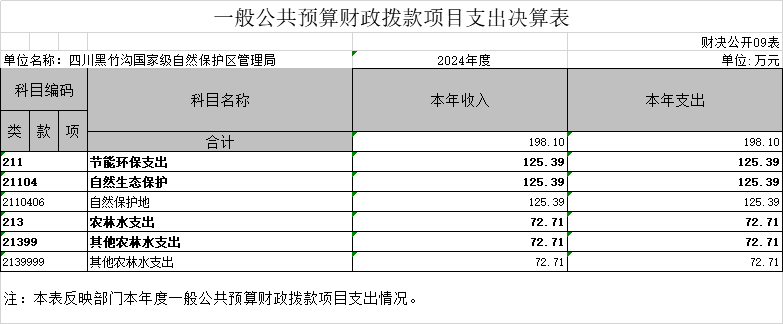 一般公共预算财政拨款项目支出决算表
财决公开09表
单位名称：四川黑竹沟国家级自然保护区管理局 2024年度 单位：万元
科目编码 科目名称 本年收入 本年支出
类 款 项
合计 198.10 198.10
211 节能环保支出 125.39 125.39
21104 自然生态保护 125.39 125.39
2110406 自然保护地 125.39 125.39
213 农林水支出 72.71 72.71
21399 其他农林水支出 72.71 72.71
2139999 其他农林水支出 72.71 72.71
注：本表反映部门本年度一般公共预算财政拨款项目支出情况。